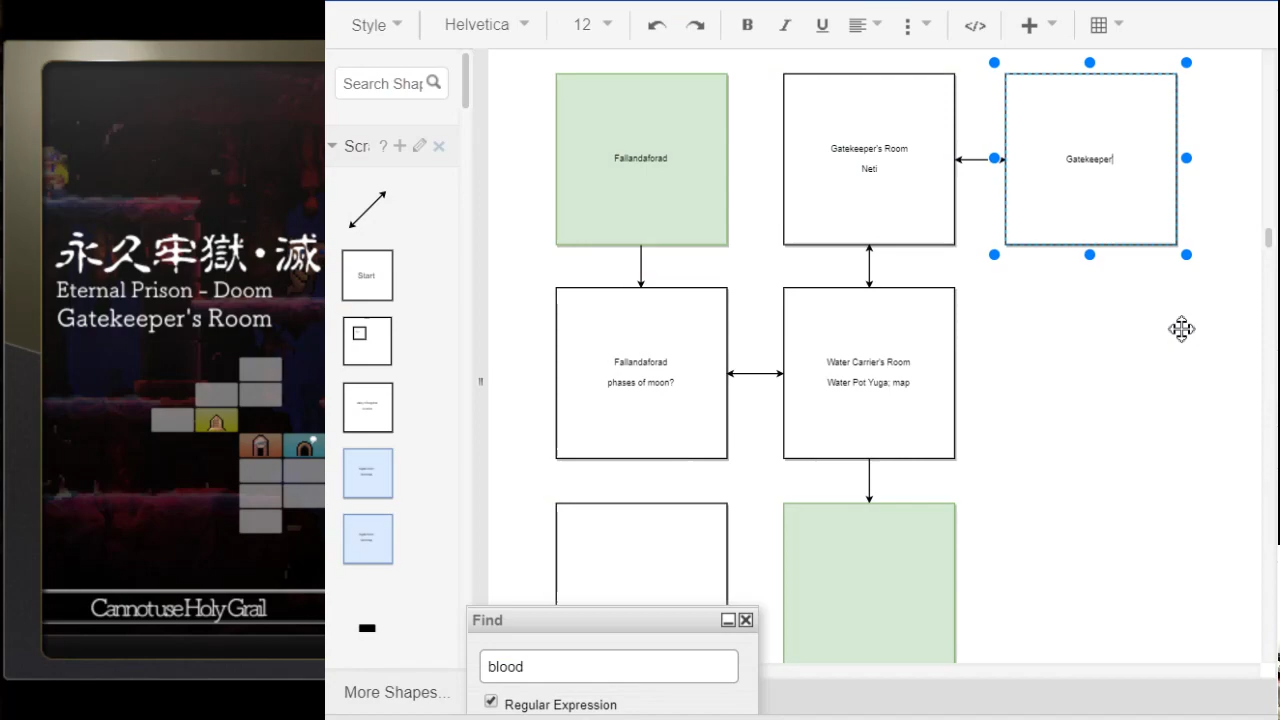 永久牢獄・滅
Eternal Prison - Doom
Gatekeeper's Room
Cannot use Holy Grail
Style
Helvetica
12
B
I
U
</>
Search Shap
Scr
?
Start
More Shapes...
Fallandaforad
Gatekeeper's Room
Neti
Gatekeeper
Fallandaforad
phases of moon?
Water Carrier's Room
Water Pot Yuga; map
Find
blood
Regular Expression